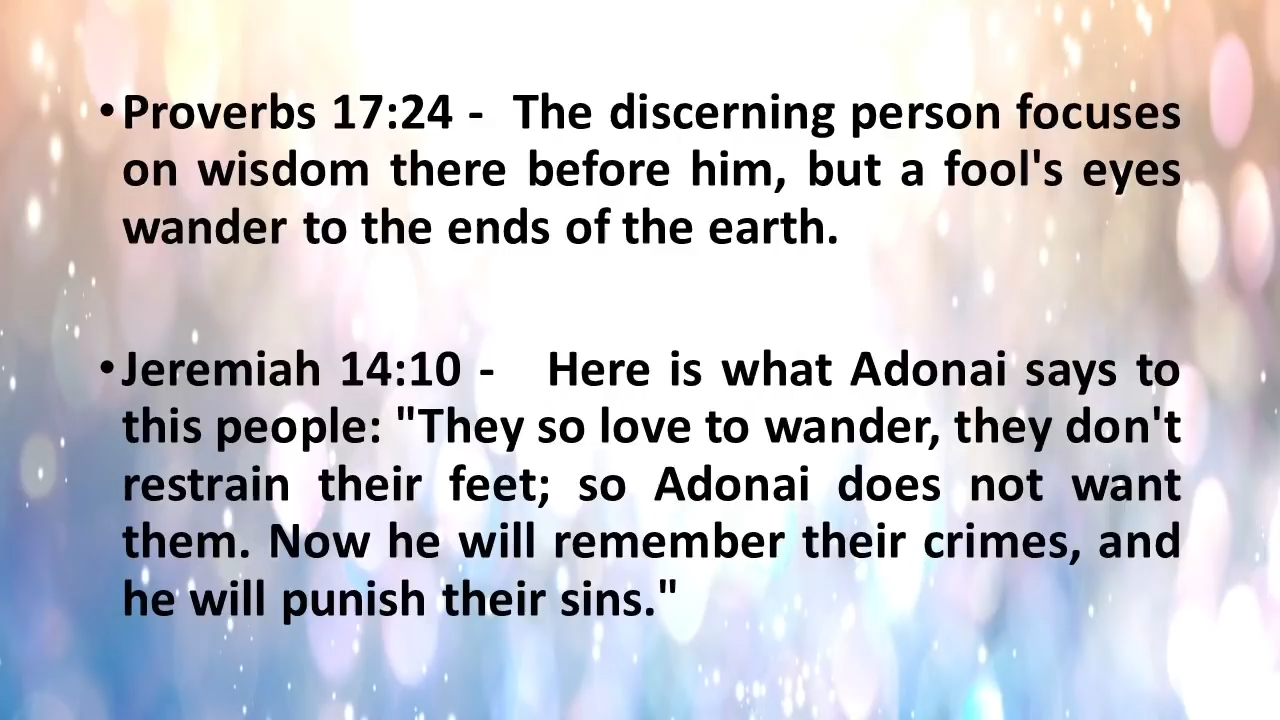 • Proverbs 17:24 -  The discerning person focuses
on wisdom there before him, but a fool's eyes
wander to the ends of the earth.
• Jeremiah 14:10 -   Here is what Adonai says to
this people: "They so love to wander, they don't
restrain their feet; so Adonai does not want
them. Now he will remember their crimes, and
he will punish their sins."